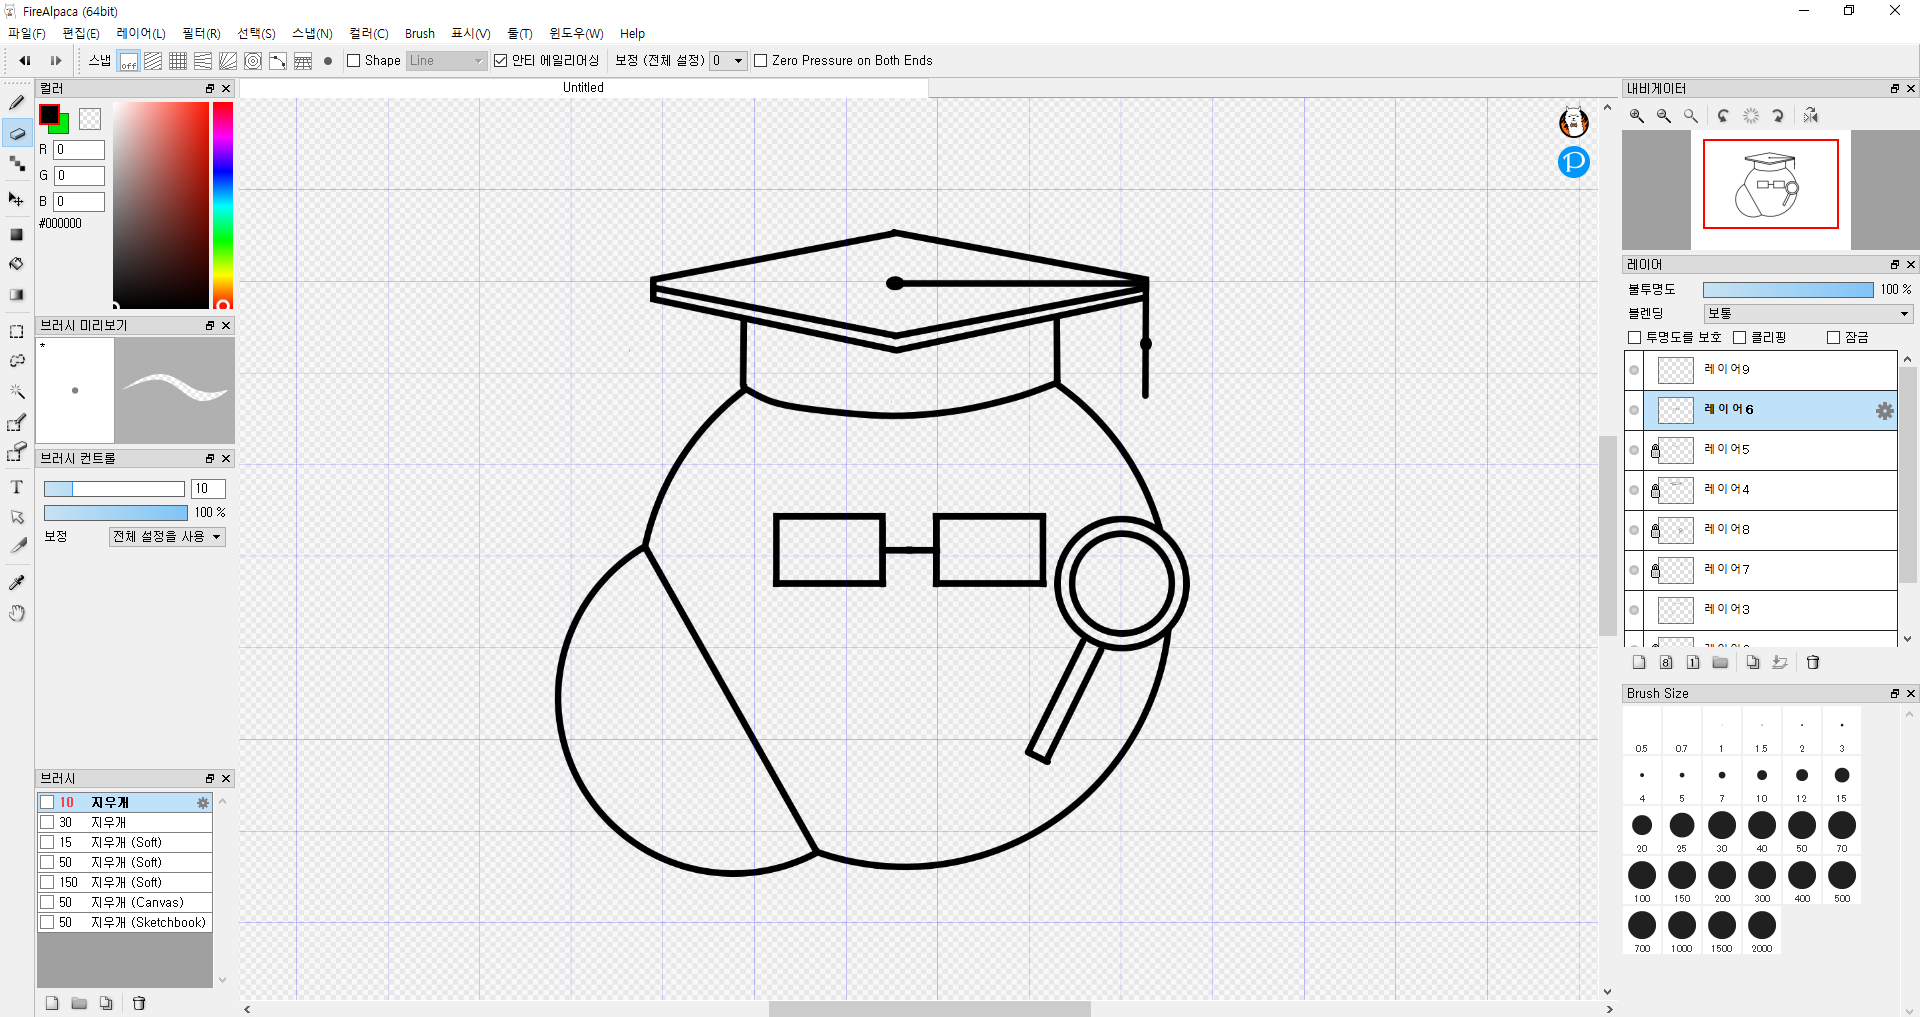 FireAlpaca (64bit)
파일(F) 편집(E) 레이어(L) 필터(R) 선택(S) 스냅(N) 컬러(C) Brush 표시(V) 툴(T) 윈도우(W) Help
스냅 off Shape Line 안티 에일리어싱 보정 (전체 설정) 0 Zero Pressure on Both Ends
컬러
R 0
G 0
B 0
#000000
브러시 미리보기
*
브러시 컨트롤
10
100 %
보정 전체 설정을 사용
브러시
10 지우개
30 지우개
15 지우개 (Soft)
50 지우개 (Soft)
150 지우개 (Soft)
50 지우개 (Canvas)
50 지우개 (Sketchbook)
Untitled
P
내비게이터
레이어
불투명도 100 %
블렌딩 보통
투명도를 보호 클리핑 잠금
레이어9
레이어6
레이어5
레이어4
레이어8
레이어7
레이어3
8 1
Brush Size
0.5 0.7 1 1.5 2 3
4 5 7 10 12 15
20 25 30 40 50 70
100 150 200 300 400 500
700 1000 1500 2000